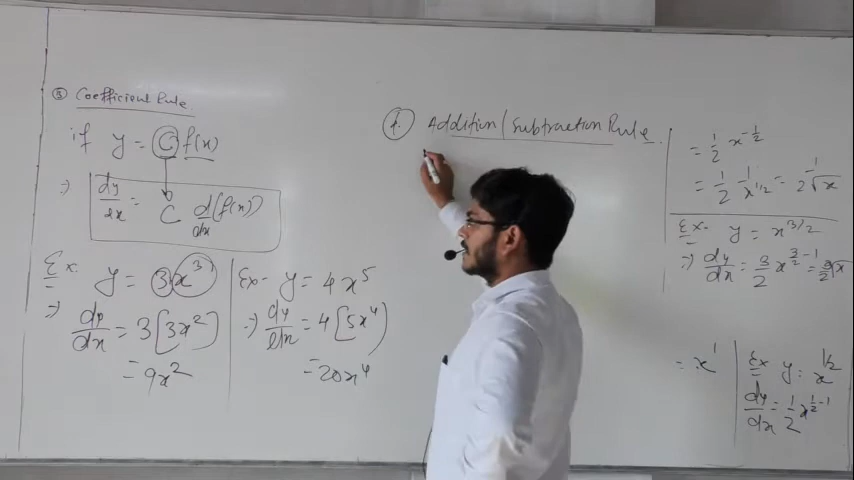 ③ Coefficient Rule
if y = C f(x)
⇒ dy/dx = C d/dx (f(x))
Ex. y = 3x³
⇒ dy/dx = 3[3x²]
= 9x²
Ex- y = 4x⁵
⇒ dy/dx = 4[5x⁴]
= 20x⁴
4. Addition/Subtraction Rule.
= 1/2 x^-1/2
= 1/2 1/x^1/2 = 1/2√x
Ex- y = x^3/2
⇒ dy/dx = 3/2 x^3/2-1 = 3/2 √x
= x¹
Ex y = x^1/2
dy/dx = 1/2 x^1/2-1